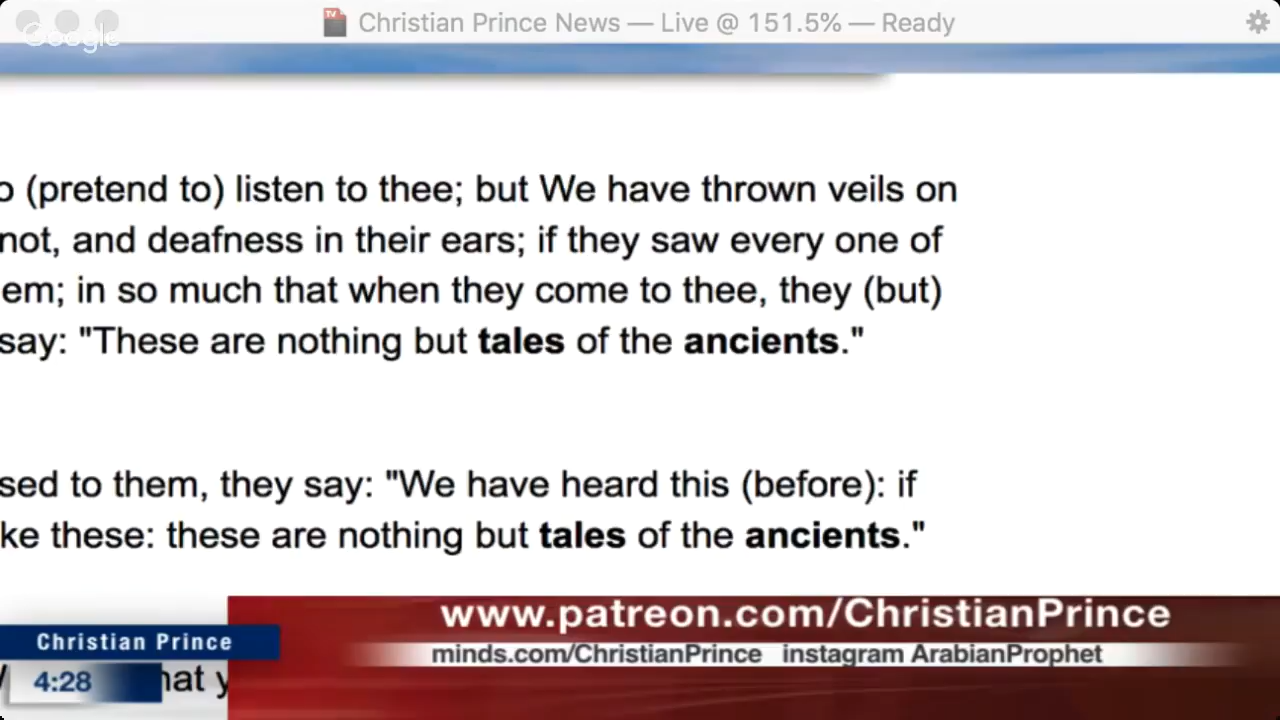 Christian Prince News — Live @ 151.5% — Ready
Google
(pretend to) listen to thee; but We have thrown veils on
not, and deafness in their ears; if they saw every one of
em; in so much that when they come to thee, they (but)
say: "These are nothing but tales of the ancients."
sed to them, they say: "We have heard this (before): if
ke these: these are nothing but tales of the ancients."
www.patreon.com/ChristianPrince
Christian Prince
minds.com/ChristianPrince instagram ArabianProphet
4:28